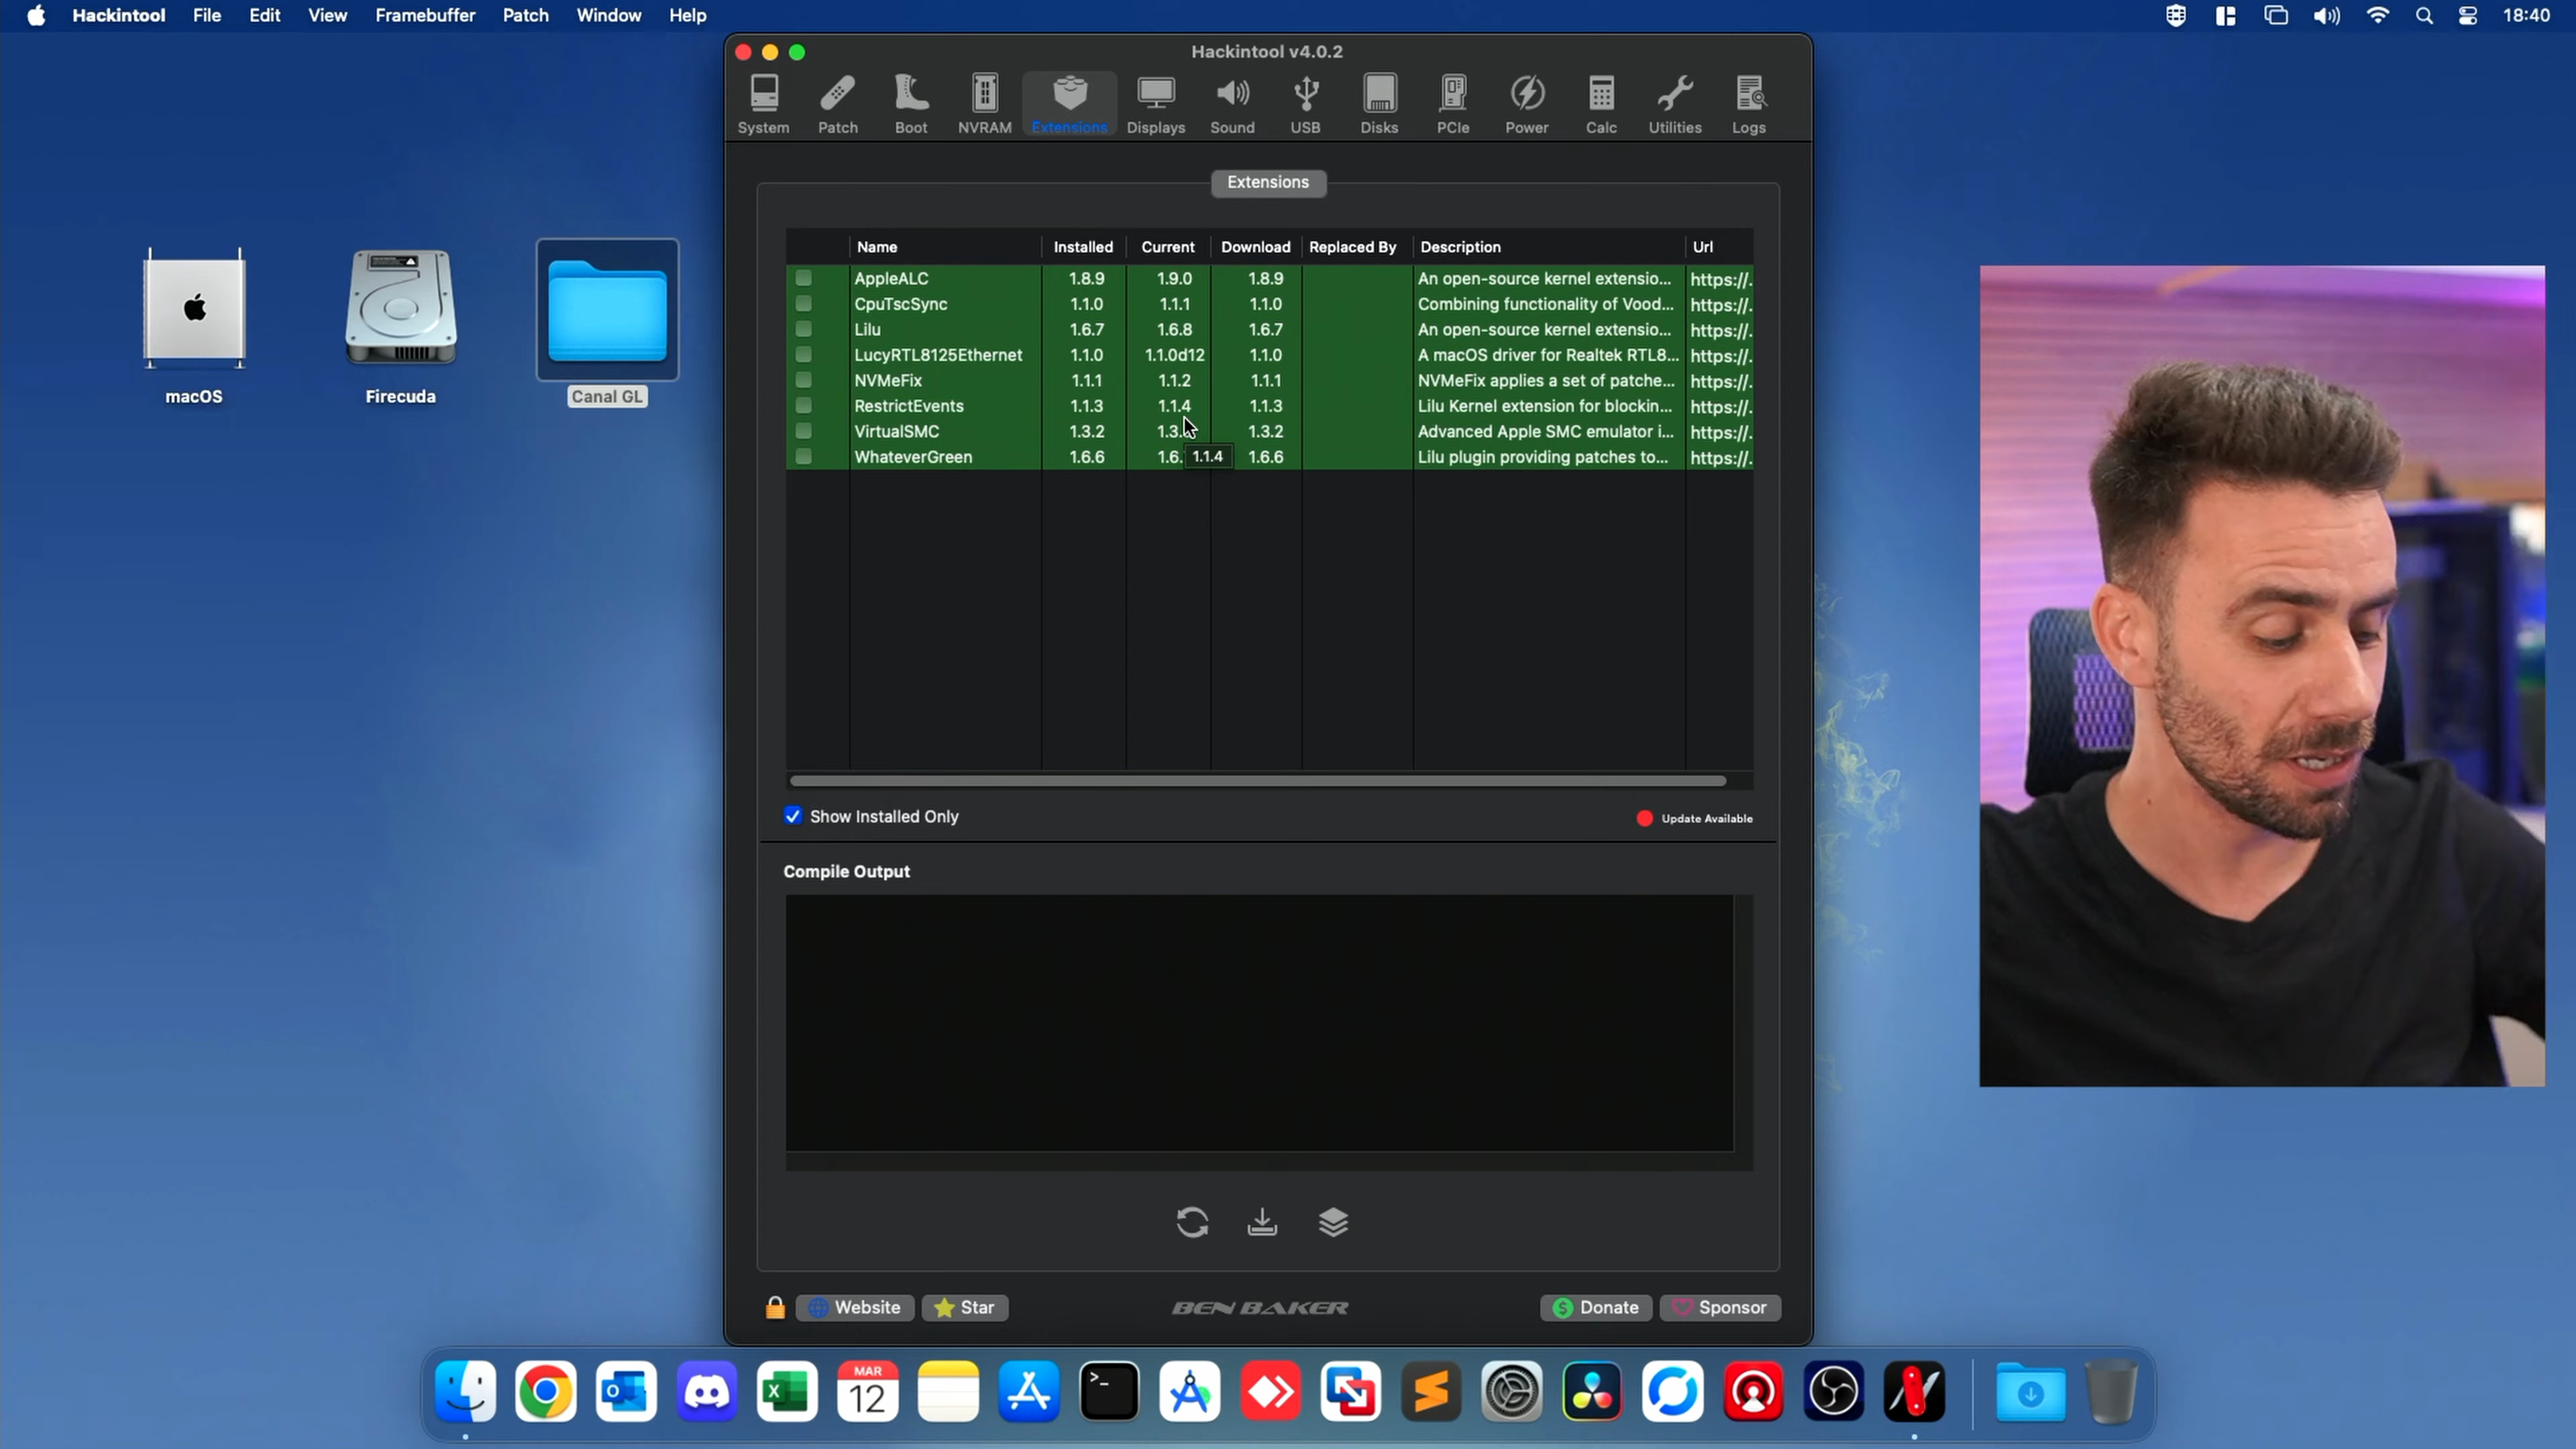 Hackintool File Edit View Framebuffer Patch Window Help 18:40
Hackintool v4.0.2
System Patch Boot NVRAM Extensions Displays Sound USB Disks PCIe Power Calc Utilities Logs
Extensions
Name Installed Current Download Replaced By Description Url
AppleALC 1.8.9 1.9.0 1.8.9 An open-source kernel extensio... https://.
CpuTscSync 1.1.0 1.1.1 1.1.0 Combining functionality of Vood... https://.
Lilu 1.6.7 1.6.8 1.6.7 An open-source kernel extensio... https://.
LucyRTL8125Ethernet 1.1.0 1.1.0d12 1.1.0 A macOS driver for Realtek RTL8... https://.
NVMeFix 1.1.1 1.1.2 1.1.1 NVMeFix applies a set of patche... https://.
RestrictEvents 1.1.3 1.1.4 1.1.3 Lilu Kernel extension for blockin... https://.
VirtualSMC 1.3.2 1.3. 1.3.2 Advanced Apple SMC emulator i... https://.
WhateverGreen 1.6.6 1.6. 1.6.6 Lilu plugin providing patches to... https://.
1.1.4
macOS Firecuda Canal GL
Show Installed Only Update Available
Compile Output
Website Star BEN BAKER Donate Sponsor
MAR
12